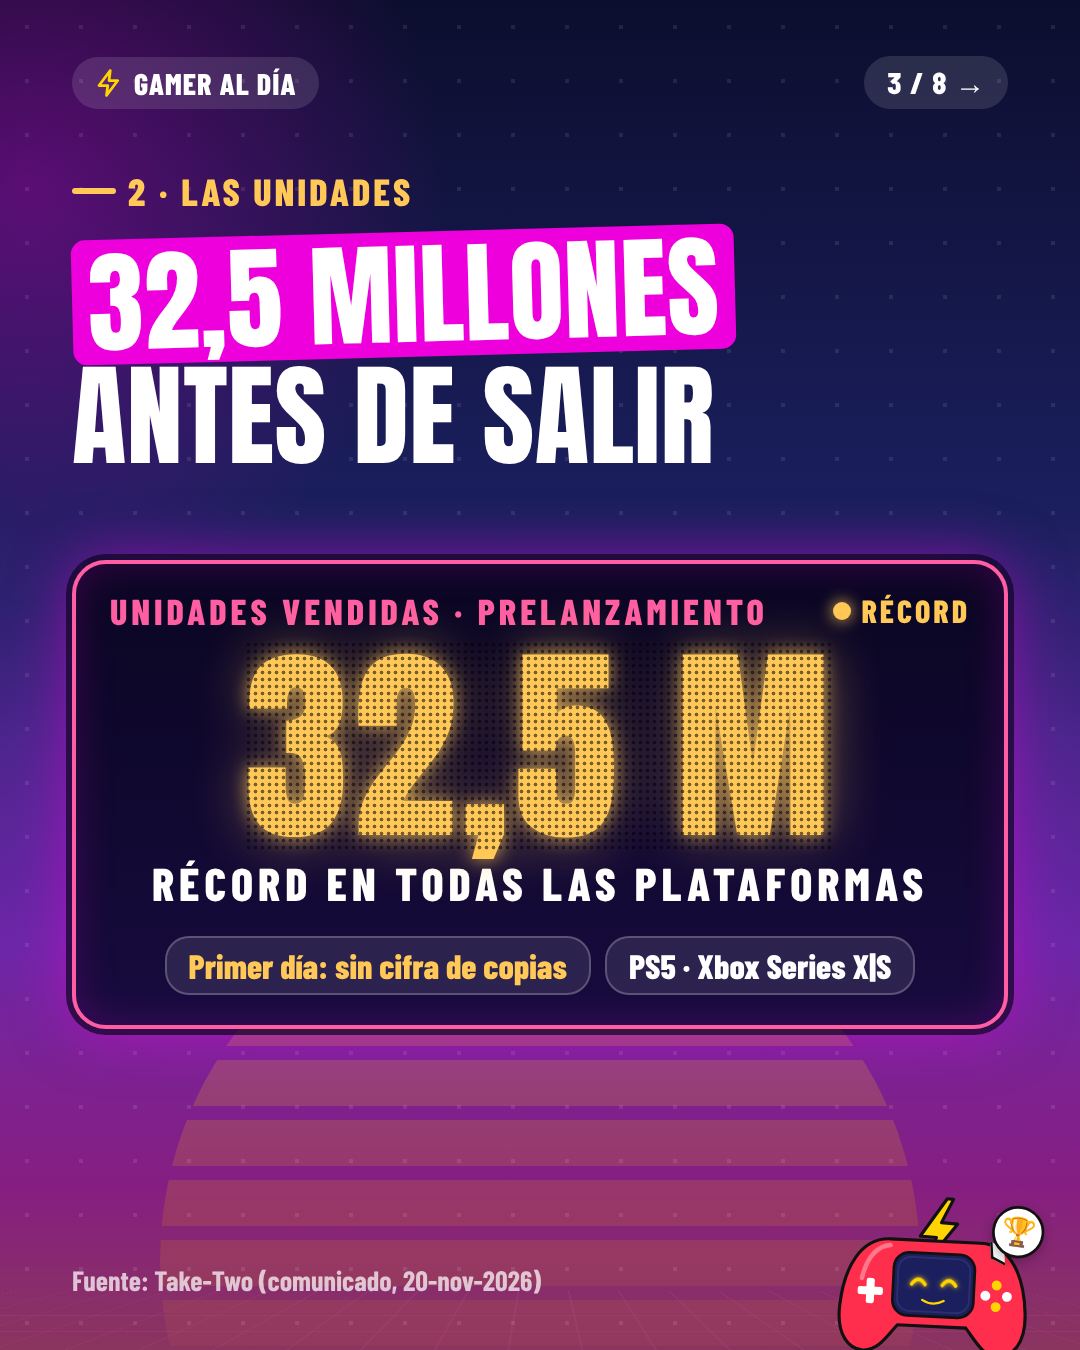 GAMER AL DÍA
3 / 8 →
2 · LAS UNIDADES
32,5 MILLONES
ANTES DE SALIR
UNIDADES VENDIDAS · PRELANZAMIENTO
RÉCORD
32,5 M
RÉCORD EN TODAS LAS PLATAFORMAS
Primer día: sin cifra de copias
PS5 · Xbox Series X|S
Fuente: Take-Two (comunicado, 20-nov-2026)